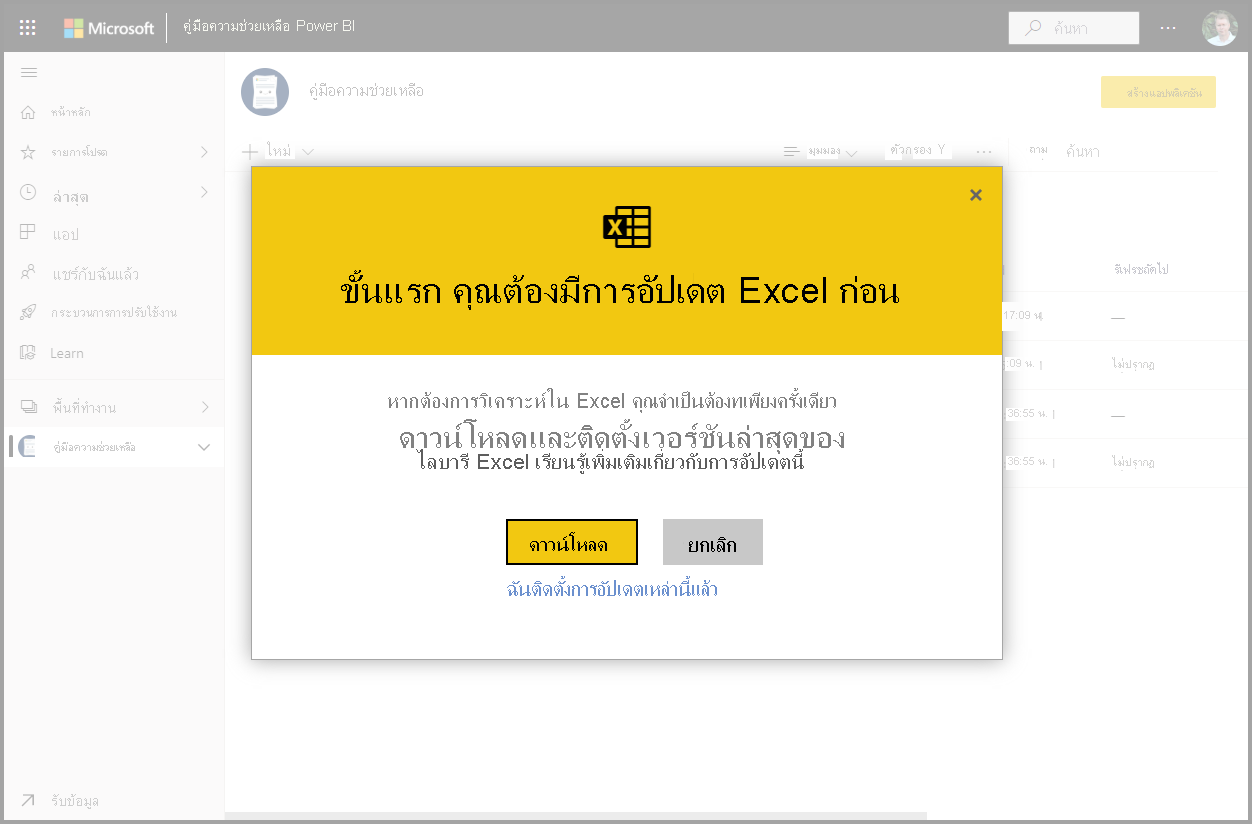 Microsoft
คู่มือความช่วยเหลือ Power BI
ค้นหา
หน้าหลัก
รายการโปรด
ล่าสุด
แอป
แชร์กับฉันแล้ว
กระบวนการการปรับใช้งาน
Learn
พื้นที่ทำงาน
คู่มือความช่วยเหลือ
รับข้อมูล
คู่มือความช่วยเหลือ
สร้างแอปพลิเคชัน
ใหม่
มุมมอง
ตัวกรอง Y
ถาม
ค้นหา
รีเฟรชถัดไป
17:09 น
—
:09 น.
ไม่ปรากฏ
36:55 น.
—
36:55 น.
ไม่ปรากฏ
ขั้นแรก คุณต้องมีการอัปเดต Excel ก่อน
หากต้องการวิเคราะห์ใน Excel คุณจำเป็นต้องทเพียงครั้งเดียว
ดาวน์โหลดและติดตั้งเวอร์ชันล่าสุดของ
ไลบารี Excel เรียนรู้เพิ่มเติมเกี่ยวกับการอัปเดตนี้
ดาวน์โหลด
ยกเลิก
ฉันติดตั้งการอัปเดตเหล่านี้แล้ว